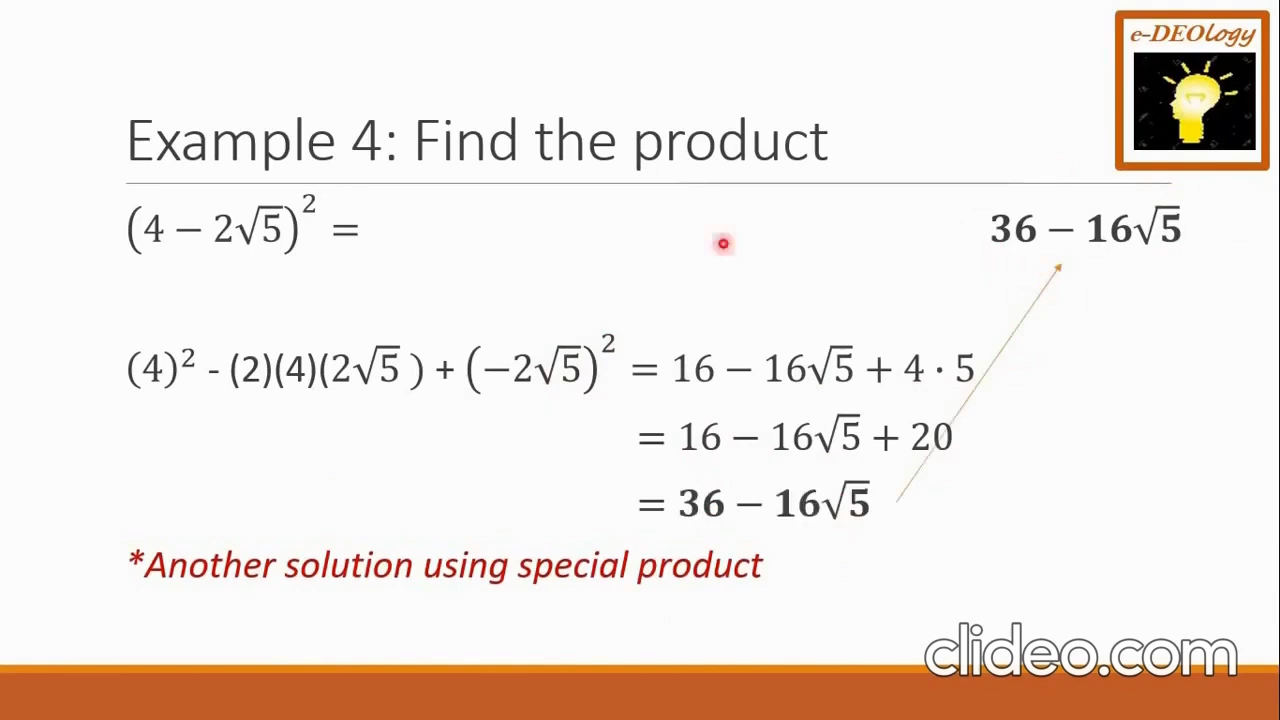 e-DEOlogy
Example 4: Find the product
(4 − 2√5)² = 36 − 16√5
(4)² - (2)(4)(2√5 ) + (−2√5)² = 16 − 16√5 + 4 · 5
= 16 − 16√5 + 20
= 36 − 16√5
*Another solution using special product
clideo.com